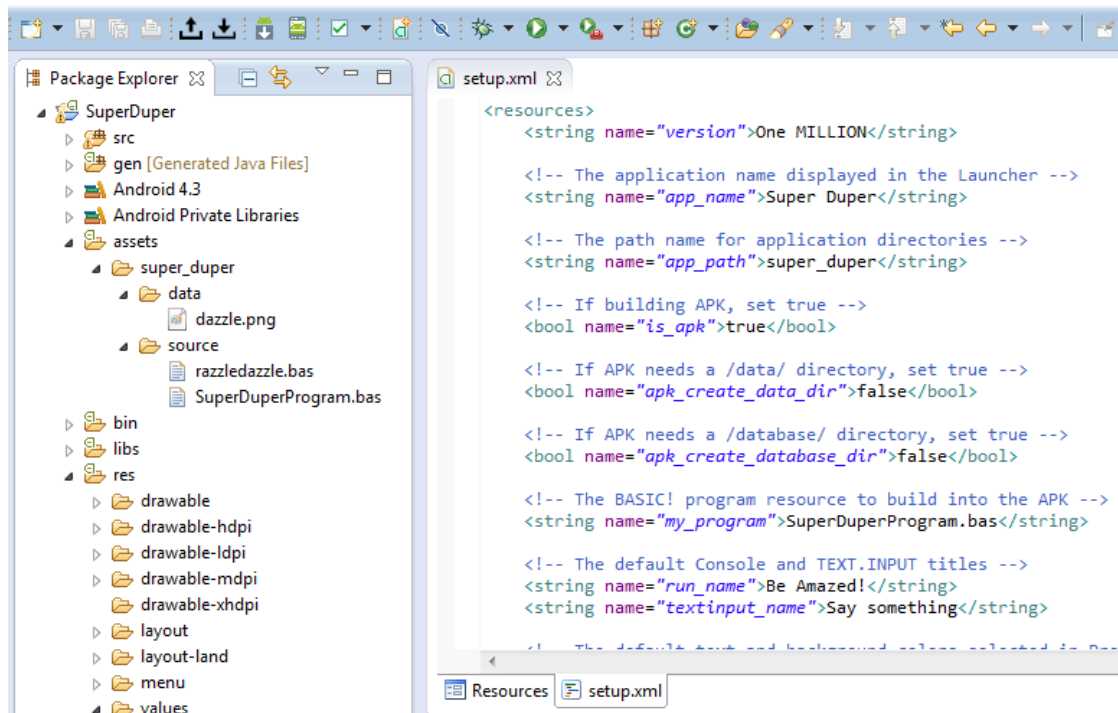 Package Explorer
SuperDuper
src
gen [Generated Java Files]
Android 4.3
Android Private Libraries
assets
super_duper
data
dazzle.png
source
razzledazzle.bas
SuperDuperProgram.bas
bin
libs
res
drawable
drawable-hdpi
drawable-ldpi
drawable-mdpi
drawable-xhdpi
layout
layout-land
menu
values
setup.xml
<resources>
<string name="version">One MILLION</string>
<!-- The application name displayed in the Launcher -->
<string name="app_name">Super Duper</string>
<!-- The path name for application directories -->
<string name="app_path">super_duper</string>
<!-- If building APK, set true -->
<bool name="is_apk">true</bool>
<!-- If APK needs a /data/ directory, set true -->
<bool name="apk_create_data_dir">false</bool>
<!-- If APK needs a /database/ directory, set true -->
<bool name="apk_create_database_dir">false</bool>
<!-- The BASIC! program resource to build into the APK -->
<string name="my_program">SuperDuperProgram.bas</string>
<!-- The default Console and TEXT.INPUT titles -->
<string name="run_name">Be Amazed!</string>
<string name="textinput_name">Say something</string>
Resources
setup.xml